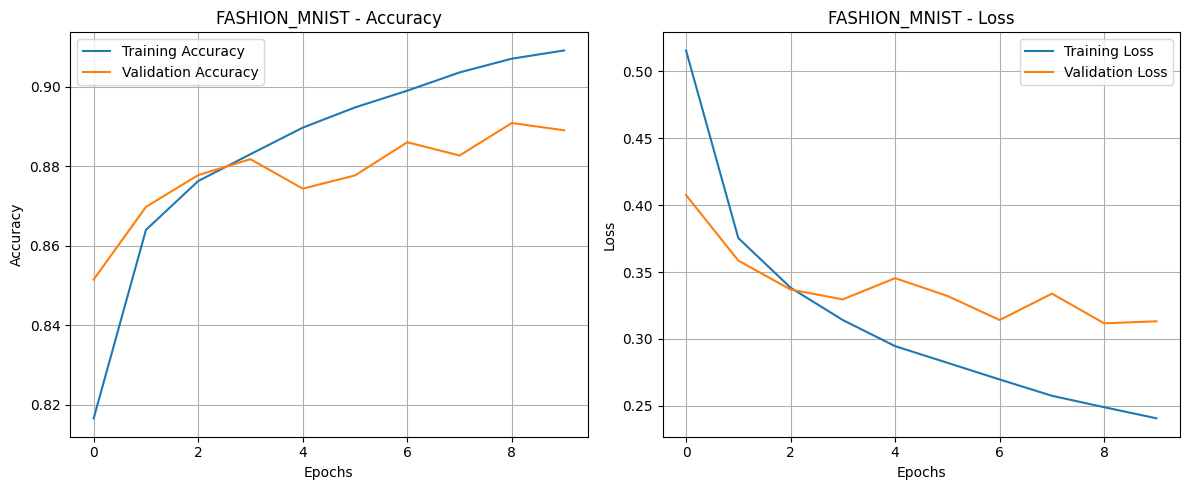 FASHION_MNIST - Accuracy
Training Accuracy
Validation Accuracy
0.90
0.88
0.86
0.84
0.82
Accuracy
0 2 4 6 8
Epochs
FASHION_MNIST - Loss
Training Loss
Validation Loss
0.50
0.45
0.40
0.35
0.30
0.25
Loss
0 2 4 6 8
Epochs